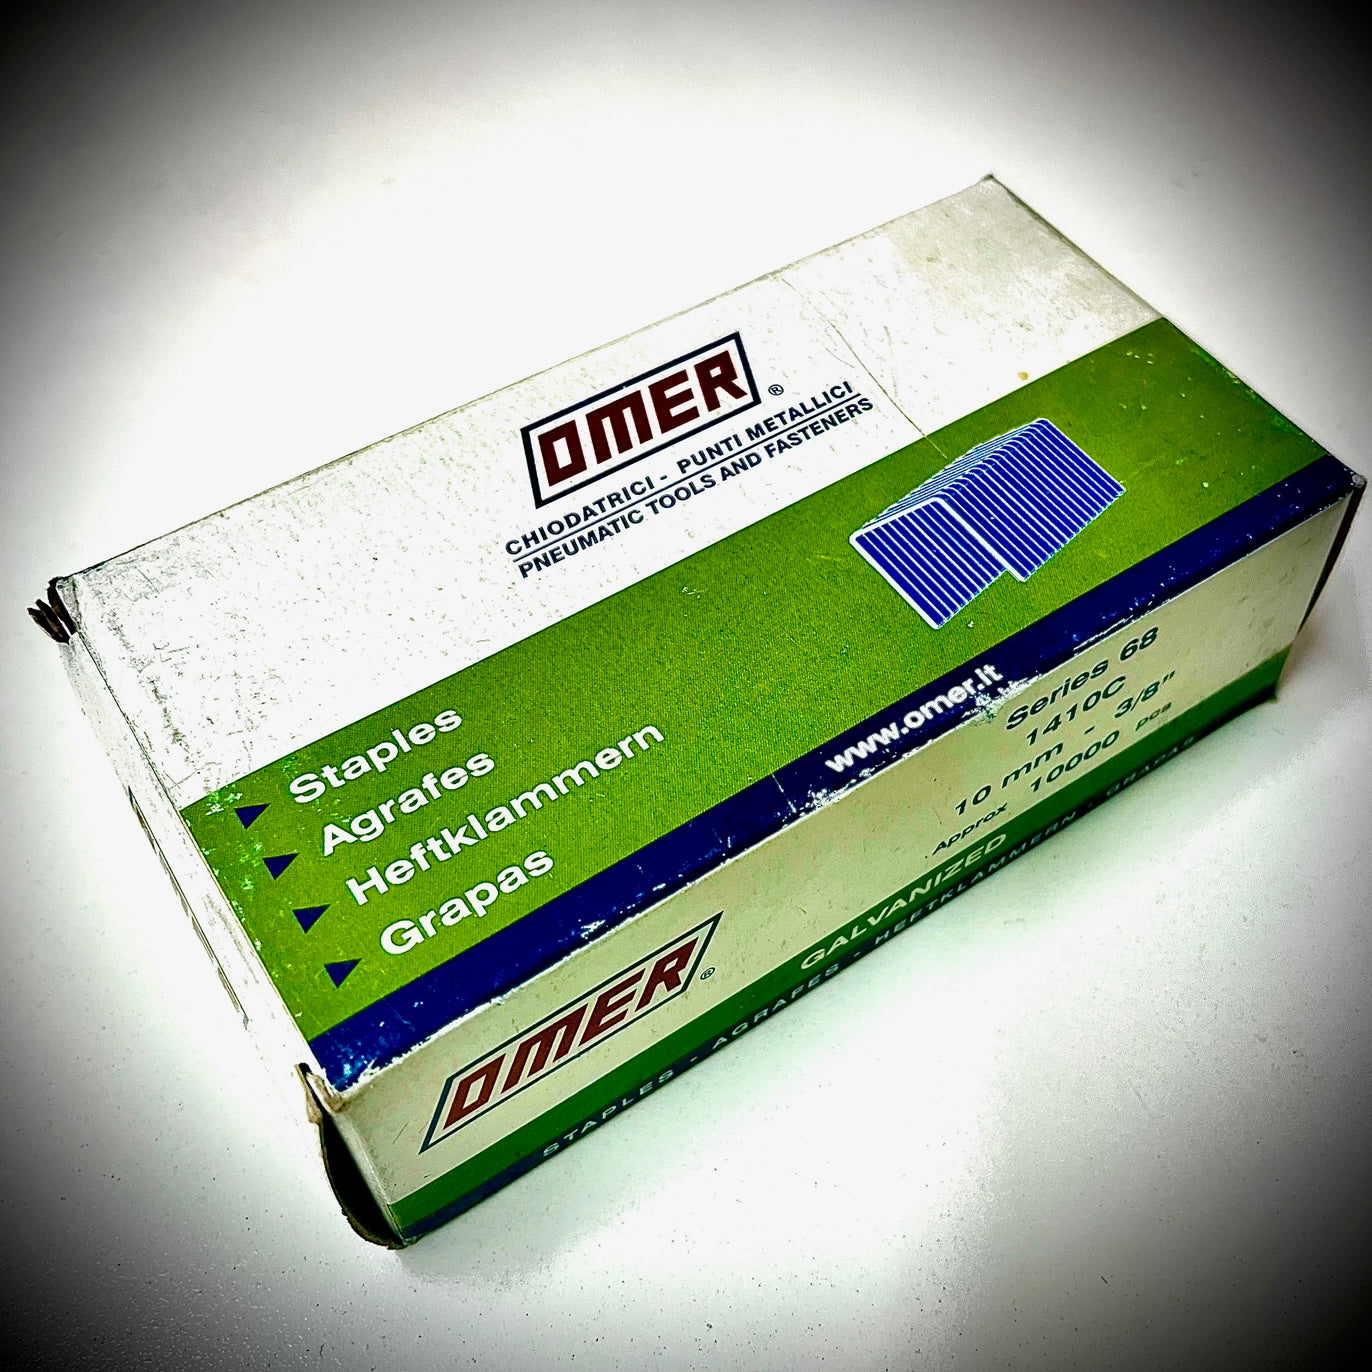 OMER ®
CHIODATRICI - PUNTI METALLICI
PNEUMATIC TOOLS AND FASTENERS
Staples
Agrafes
Heftklammern
Grapas
www.omer.it
Series 68
1410C
10 mm - 3/8"
Approx 10000 pcs
OMER ®
GALVANIZED
STAPLES - AGRAFES - HEFTKLAMMERN - GRAPAS